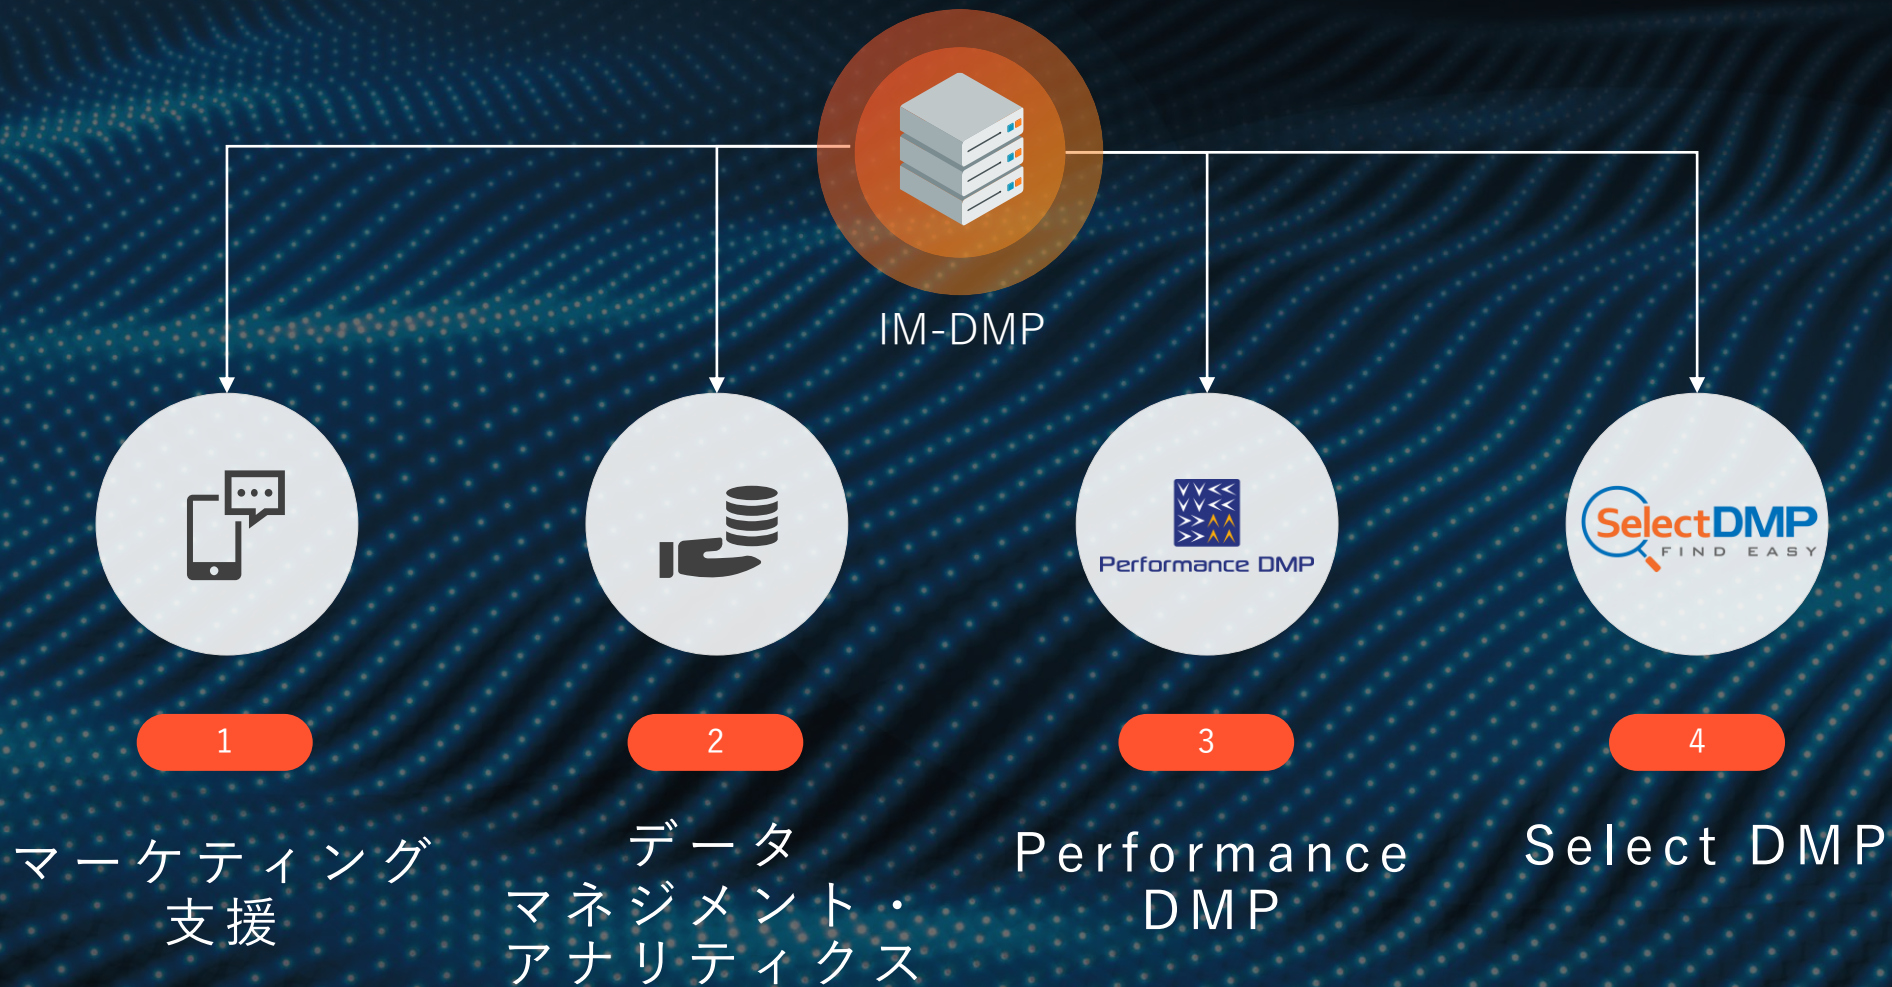 IM-DMP
Performance DMP
SelectDMP
FIND EASY
1
2
3
4
マーケティング
支援
データ
マネジメント・
アナリティクス
Performance
DMP
Select DMP